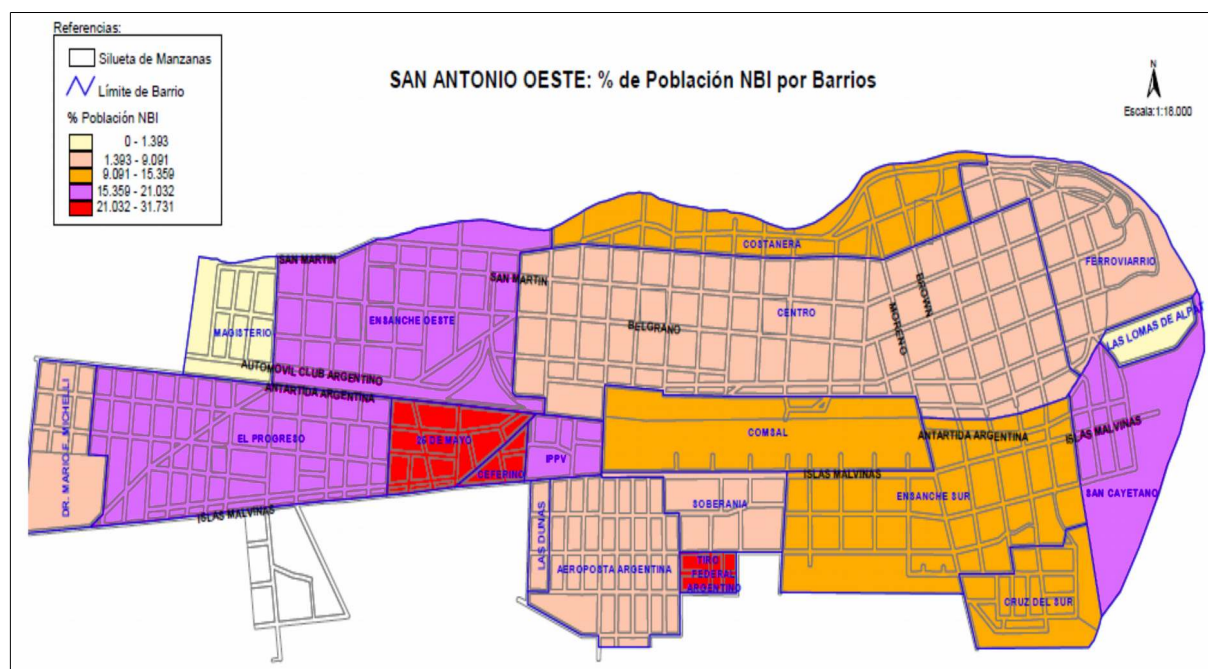 Referencias:
Silueta de Manzanas
Límite de Barrio
% Población NBI
0 - 1.393
1.393 - 9.091
9.091 - 15.359
15.359 - 21.032
21.032 - 31.731
SAN ANTONIO OESTE: % de Población NBI por Barrios
N
Escala:1:18.000
COSTANERA
SAN MARTIN
SAN MARTIN
FERROVIARRIO
BROWN
MORENO
CENTRO
ENSANCHE OESTE
BELGRANO
MAGISTERIO
LAS LOMAS DE
AUTOMOVIL CLUB ARGENTINO
ANTARTIDA ARGENTINA
DR. MARIO F. MICHELLI
EL PROGRESO
25 DE MAYO
COMSAL
ANTARTIDA ARGENTINA
ISLAS MALVINAS
IPPV
CEFERINO
ISLAS MALVINAS
ENSANCHE SUR
SAN CAYETANO
SOBERANIA
ISLAS MALVINAS
LAS DUNAS
AEROPOSTA ARGENTINA
TIRO
FEDERAL
ARGENTINO
CRUZ DEL SUR